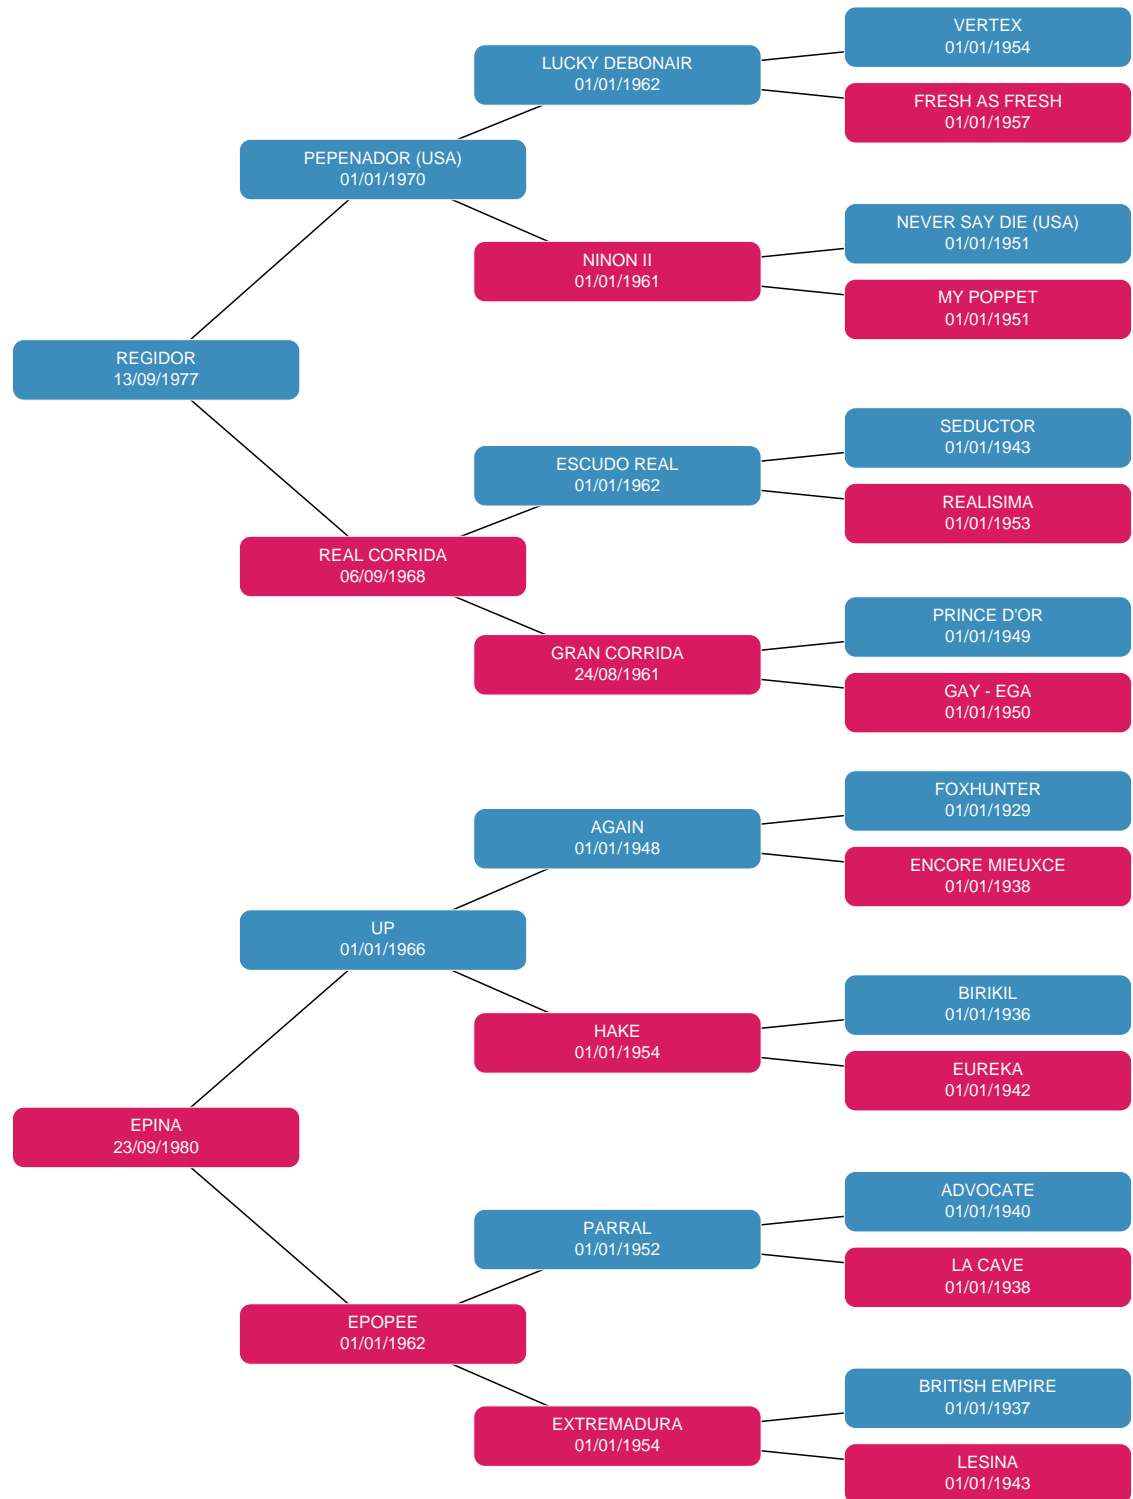 VERTEX
01/01/1954
LUCKY DEBONAIR
01/01/1962
FRESH AS FRESH
01/01/1957
PEPENADOR (USA)
01/01/1970
NEVER SAY DIE (USA)
01/01/1951
NINON II
01/01/1961
MY POPPET
01/01/1951
REGIDOR
13/09/1977
SEDUCTOR
01/01/1943
ESCUDO REAL
01/01/1962
REALISIMA
01/01/1953
REAL CORRIDA
06/09/1968
PRINCE D'OR
01/01/1949
GRAN CORRIDA
24/08/1961
GAY - EGA
01/01/1950
FOXHUNTER
01/01/1929
AGAIN
01/01/1948
ENCORE MIEUXCE
01/01/1938
UP
01/01/1966
BIRIKIL
01/01/1936
HAKE
01/01/1954
EUREKA
01/01/1942
EPINA
23/09/1980
ADVOCATE
01/01/1940
PARRAL
01/01/1952
LA CAVE
01/01/1938
EPOPEE
01/01/1962
BRITISH EMPIRE
01/01/1937
EXTREMADURA
01/01/1954
LESINA
01/01/1943